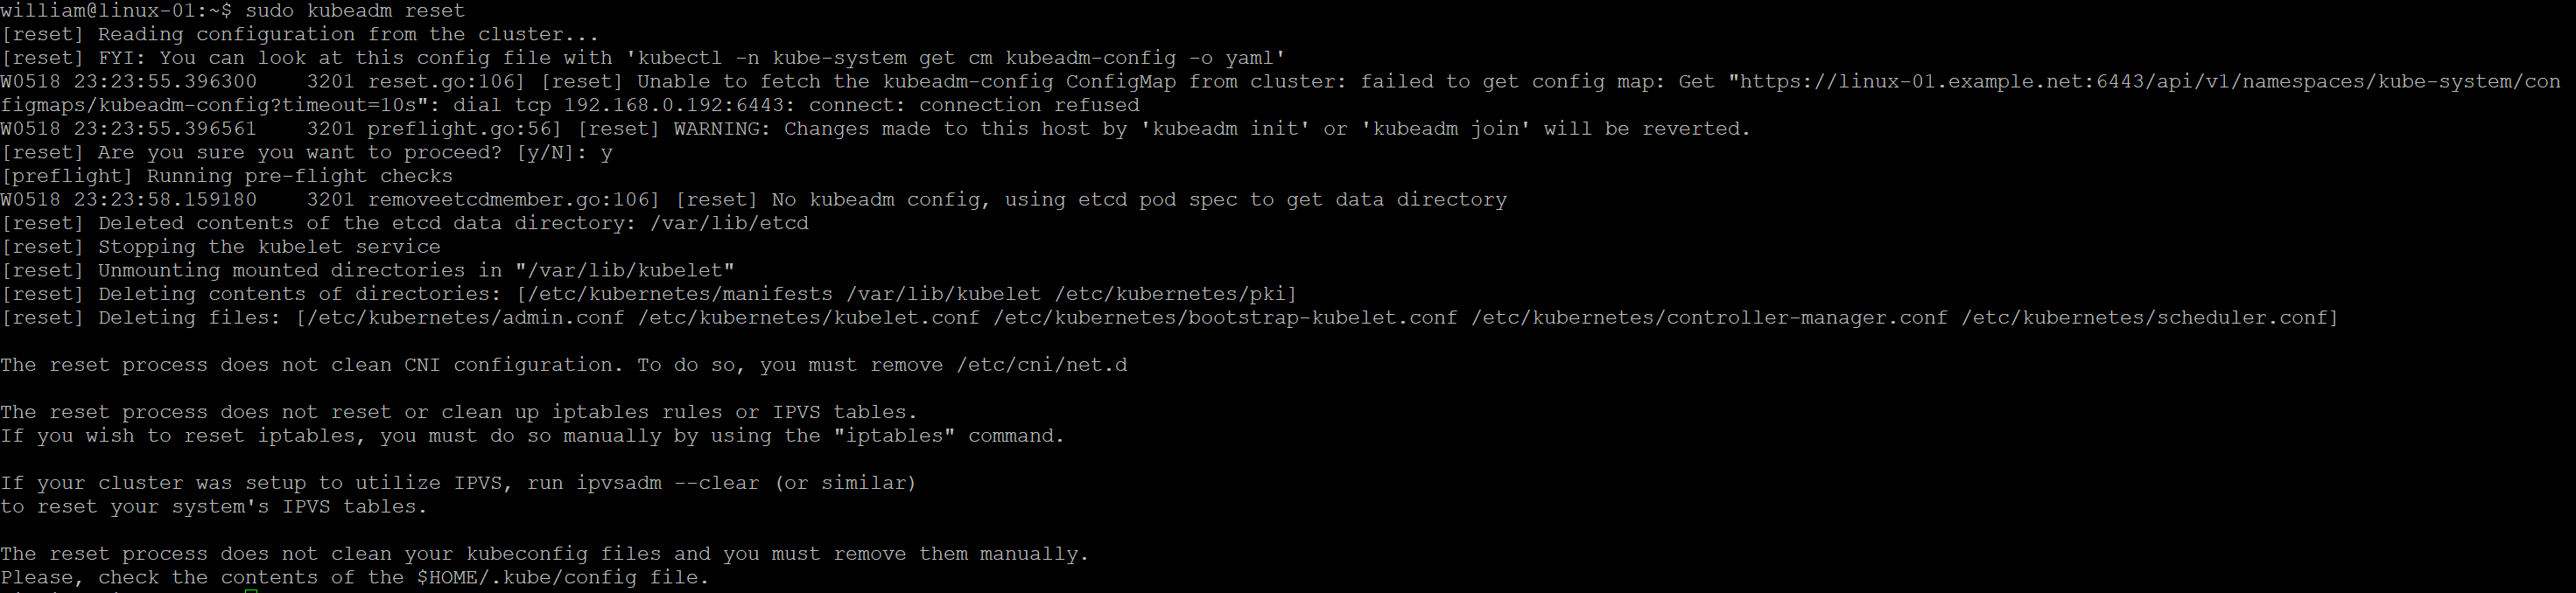 william@linux-01:~$ sudo kubeadm reset
[reset] Reading configuration from the cluster...
[reset] FYI: You can look at this config file with 'kubectl -n kube-system get cm kubeadm-config -o yaml'
W0518 23:23:55.396300    3201 reset.go:106] [reset] Unable to fetch the kubeadm-config ConfigMap from cluster: failed to get config map: Get "https://linux-01.example.net:6443/api/v1/namespaces/kube-system/con
figmaps/kubeadm-config?timeout=10s": dial tcp 192.168.0.192:6443: connect: connection refused
W0518 23:23:55.396561    3201 preflight.go:56] [reset] WARNING: Changes made to this host by 'kubeadm init' or 'kubeadm join' will be reverted.
[reset] Are you sure you want to proceed? [y/N]: y
[preflight] Running pre-flight checks
W0518 23:23:58.159180    3201 removeetcdmember.go:106] [reset] No kubeadm config, using etcd pod spec to get data directory
[reset] Deleted contents of the etcd data directory: /var/lib/etcd
[reset] Stopping the kubelet service
[reset] Unmounting mounted directories in "/var/lib/kubelet"
[reset] Deleting contents of directories: [/etc/kubernetes/manifests /var/lib/kubelet /etc/kubernetes/pki]
[reset] Deleting files: [/etc/kubernetes/admin.conf /etc/kubernetes/kubelet.conf /etc/kubernetes/bootstrap-kubelet.conf /etc/kubernetes/controller-manager.conf /etc/kubernetes/scheduler.conf]

The reset process does not clean CNI configuration. To do so, you must remove /etc/cni/net.d

The reset process does not reset or clean up iptables rules or IPVS tables.
If you wish to reset iptables, you must do so manually by using the "iptables" command.

If your cluster was setup to utilize IPVS, run ipvsadm --clear (or similar)
to reset your system's IPVS tables.

The reset process does not clean your kubeconfig files and you must remove them manually.
Please, check the contents of the $HOME/.kube/config file.